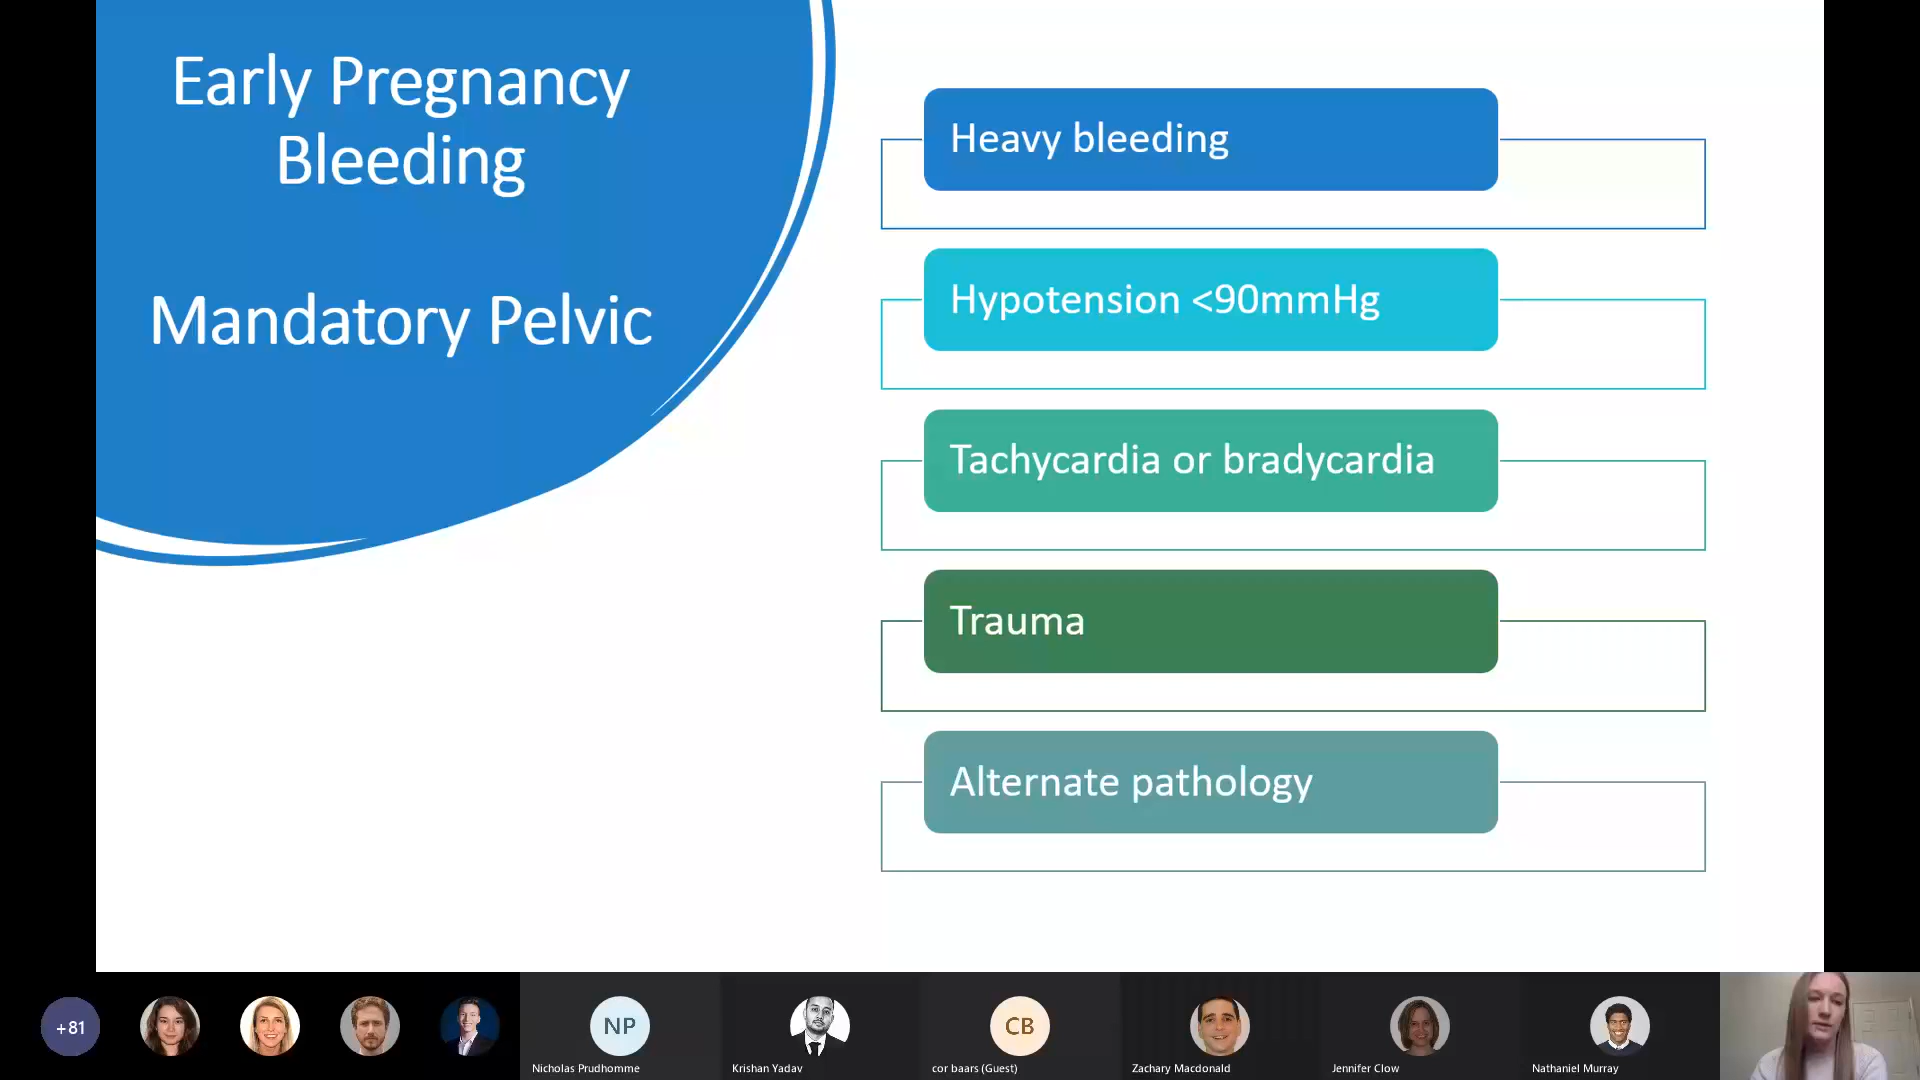 Early Pregnancy
Bleeding
Mandatory Pelvic
Heavy bleeding
Hypotension <90mmHg
Tachycardia or bradycardia
Trauma
Alternate pathology
+81
NP
CB
Nicholas Prudhomme
Krishan Yadav
cor baars (Guest)
Zachary Macdonald
Jennifer Clow
Nathaniel Murray